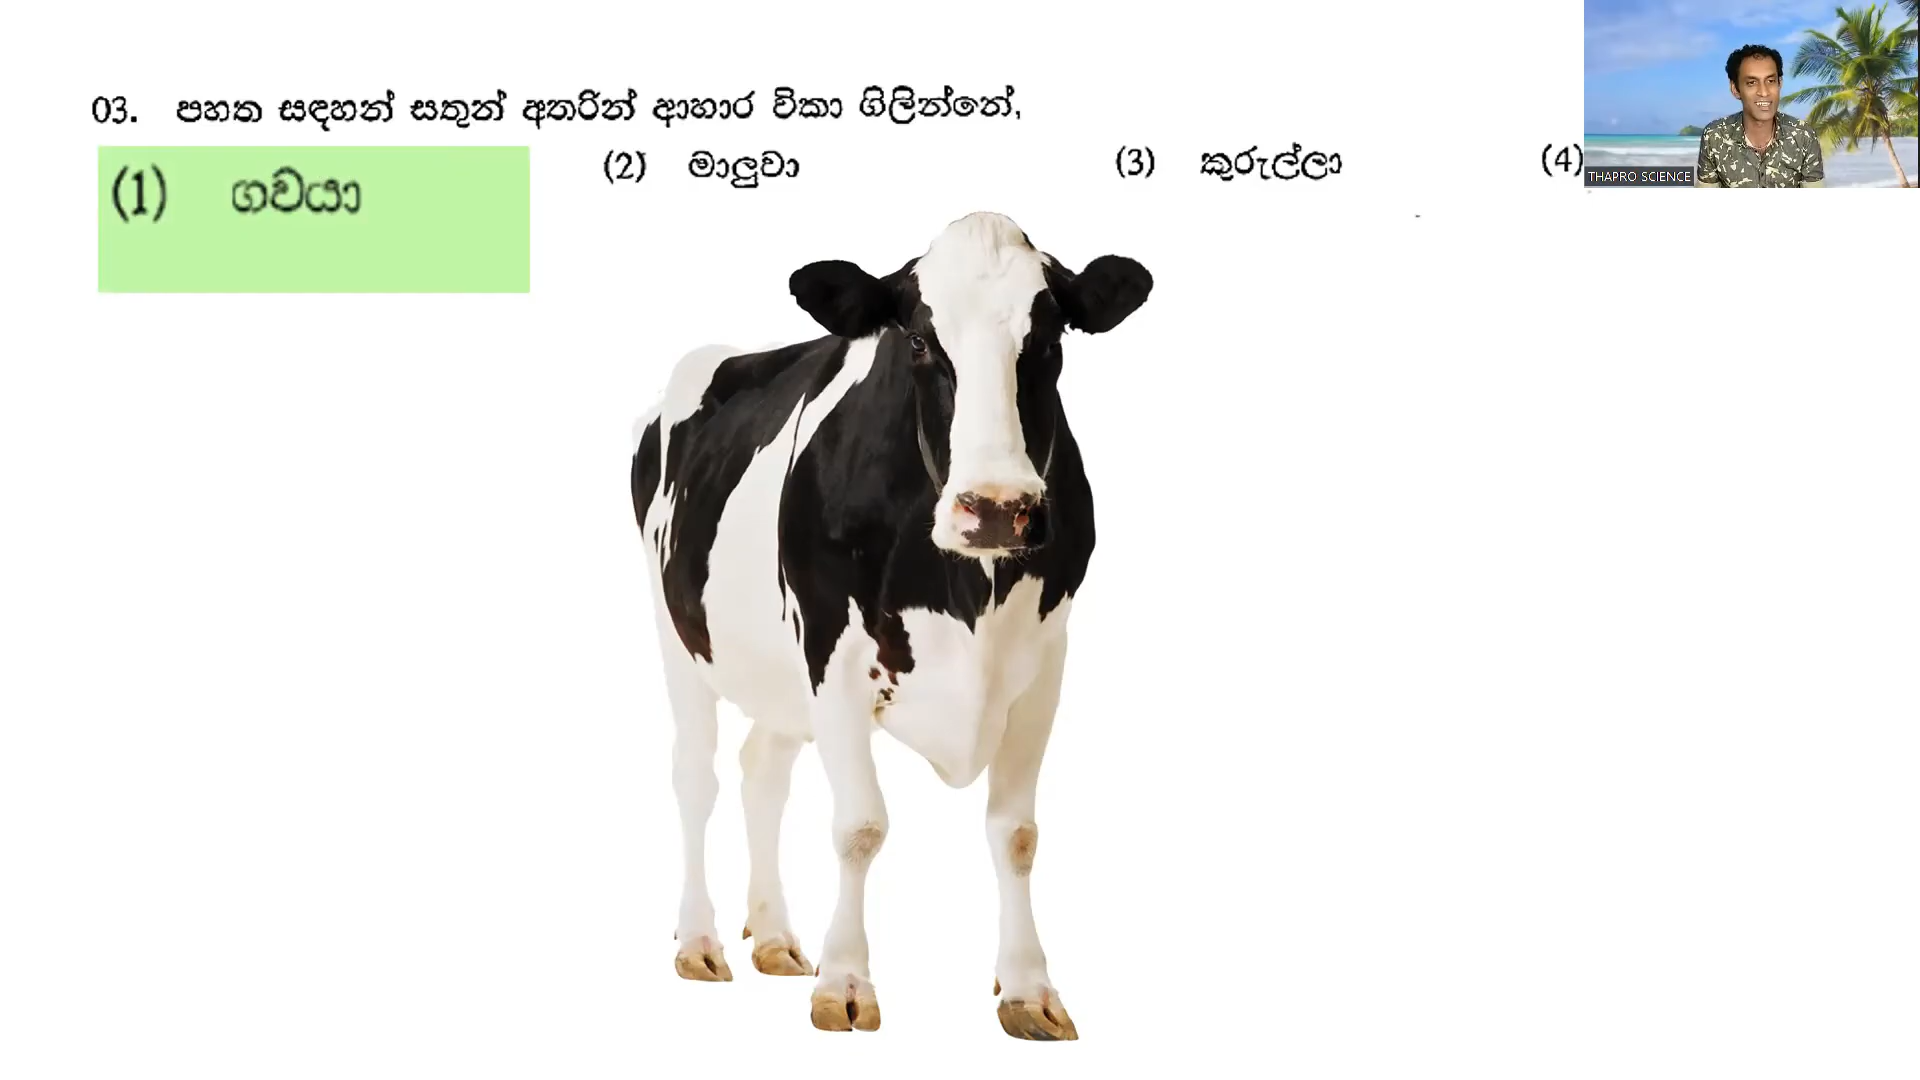 03. පහත සඳහන් සතුන් අතරින් ආහාර විකා ගිලින්නේ,
(1) ගවයා (2) මාලුවා (3) කුරුල්ලා (4)
THAPRO SCIENCE